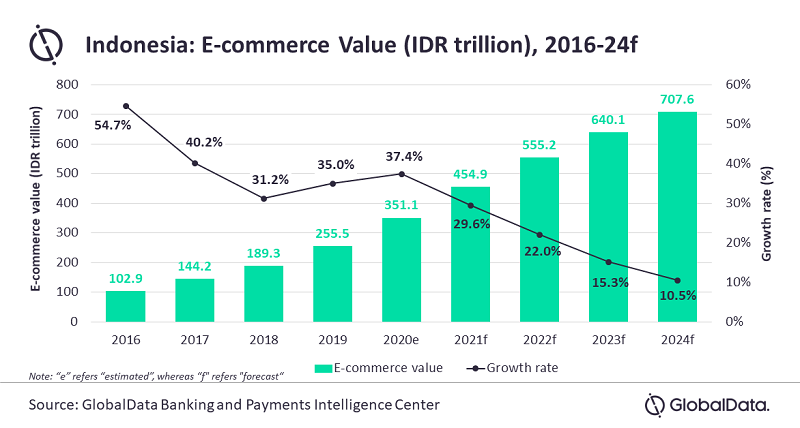 Indonesia: E-commerce Value (IDR trillion), 2016-24f
E-commerce value (IDR trillion)
800
700
600
500
400
300
200
100
0
60%
50%
40%
30%
20%
10%
0%
Growth rate (%)
54.7%
40.2%
31.2%
35.0%
37.4%
29.6%
22.0%
15.3%
10.5%
102.9
144.2
189.3
255.5
351.1
454.9
555.2
640.1
707.6
2016
2017
2018
2019
2020e
2021f
2022f
2023f
2024f
E-commerce value
Growth rate
Note: “e” refers “estimated”, whereas “f” refers “forecast“
Source: GlobalData Banking and Payments Intelligence Center
GlobalData.